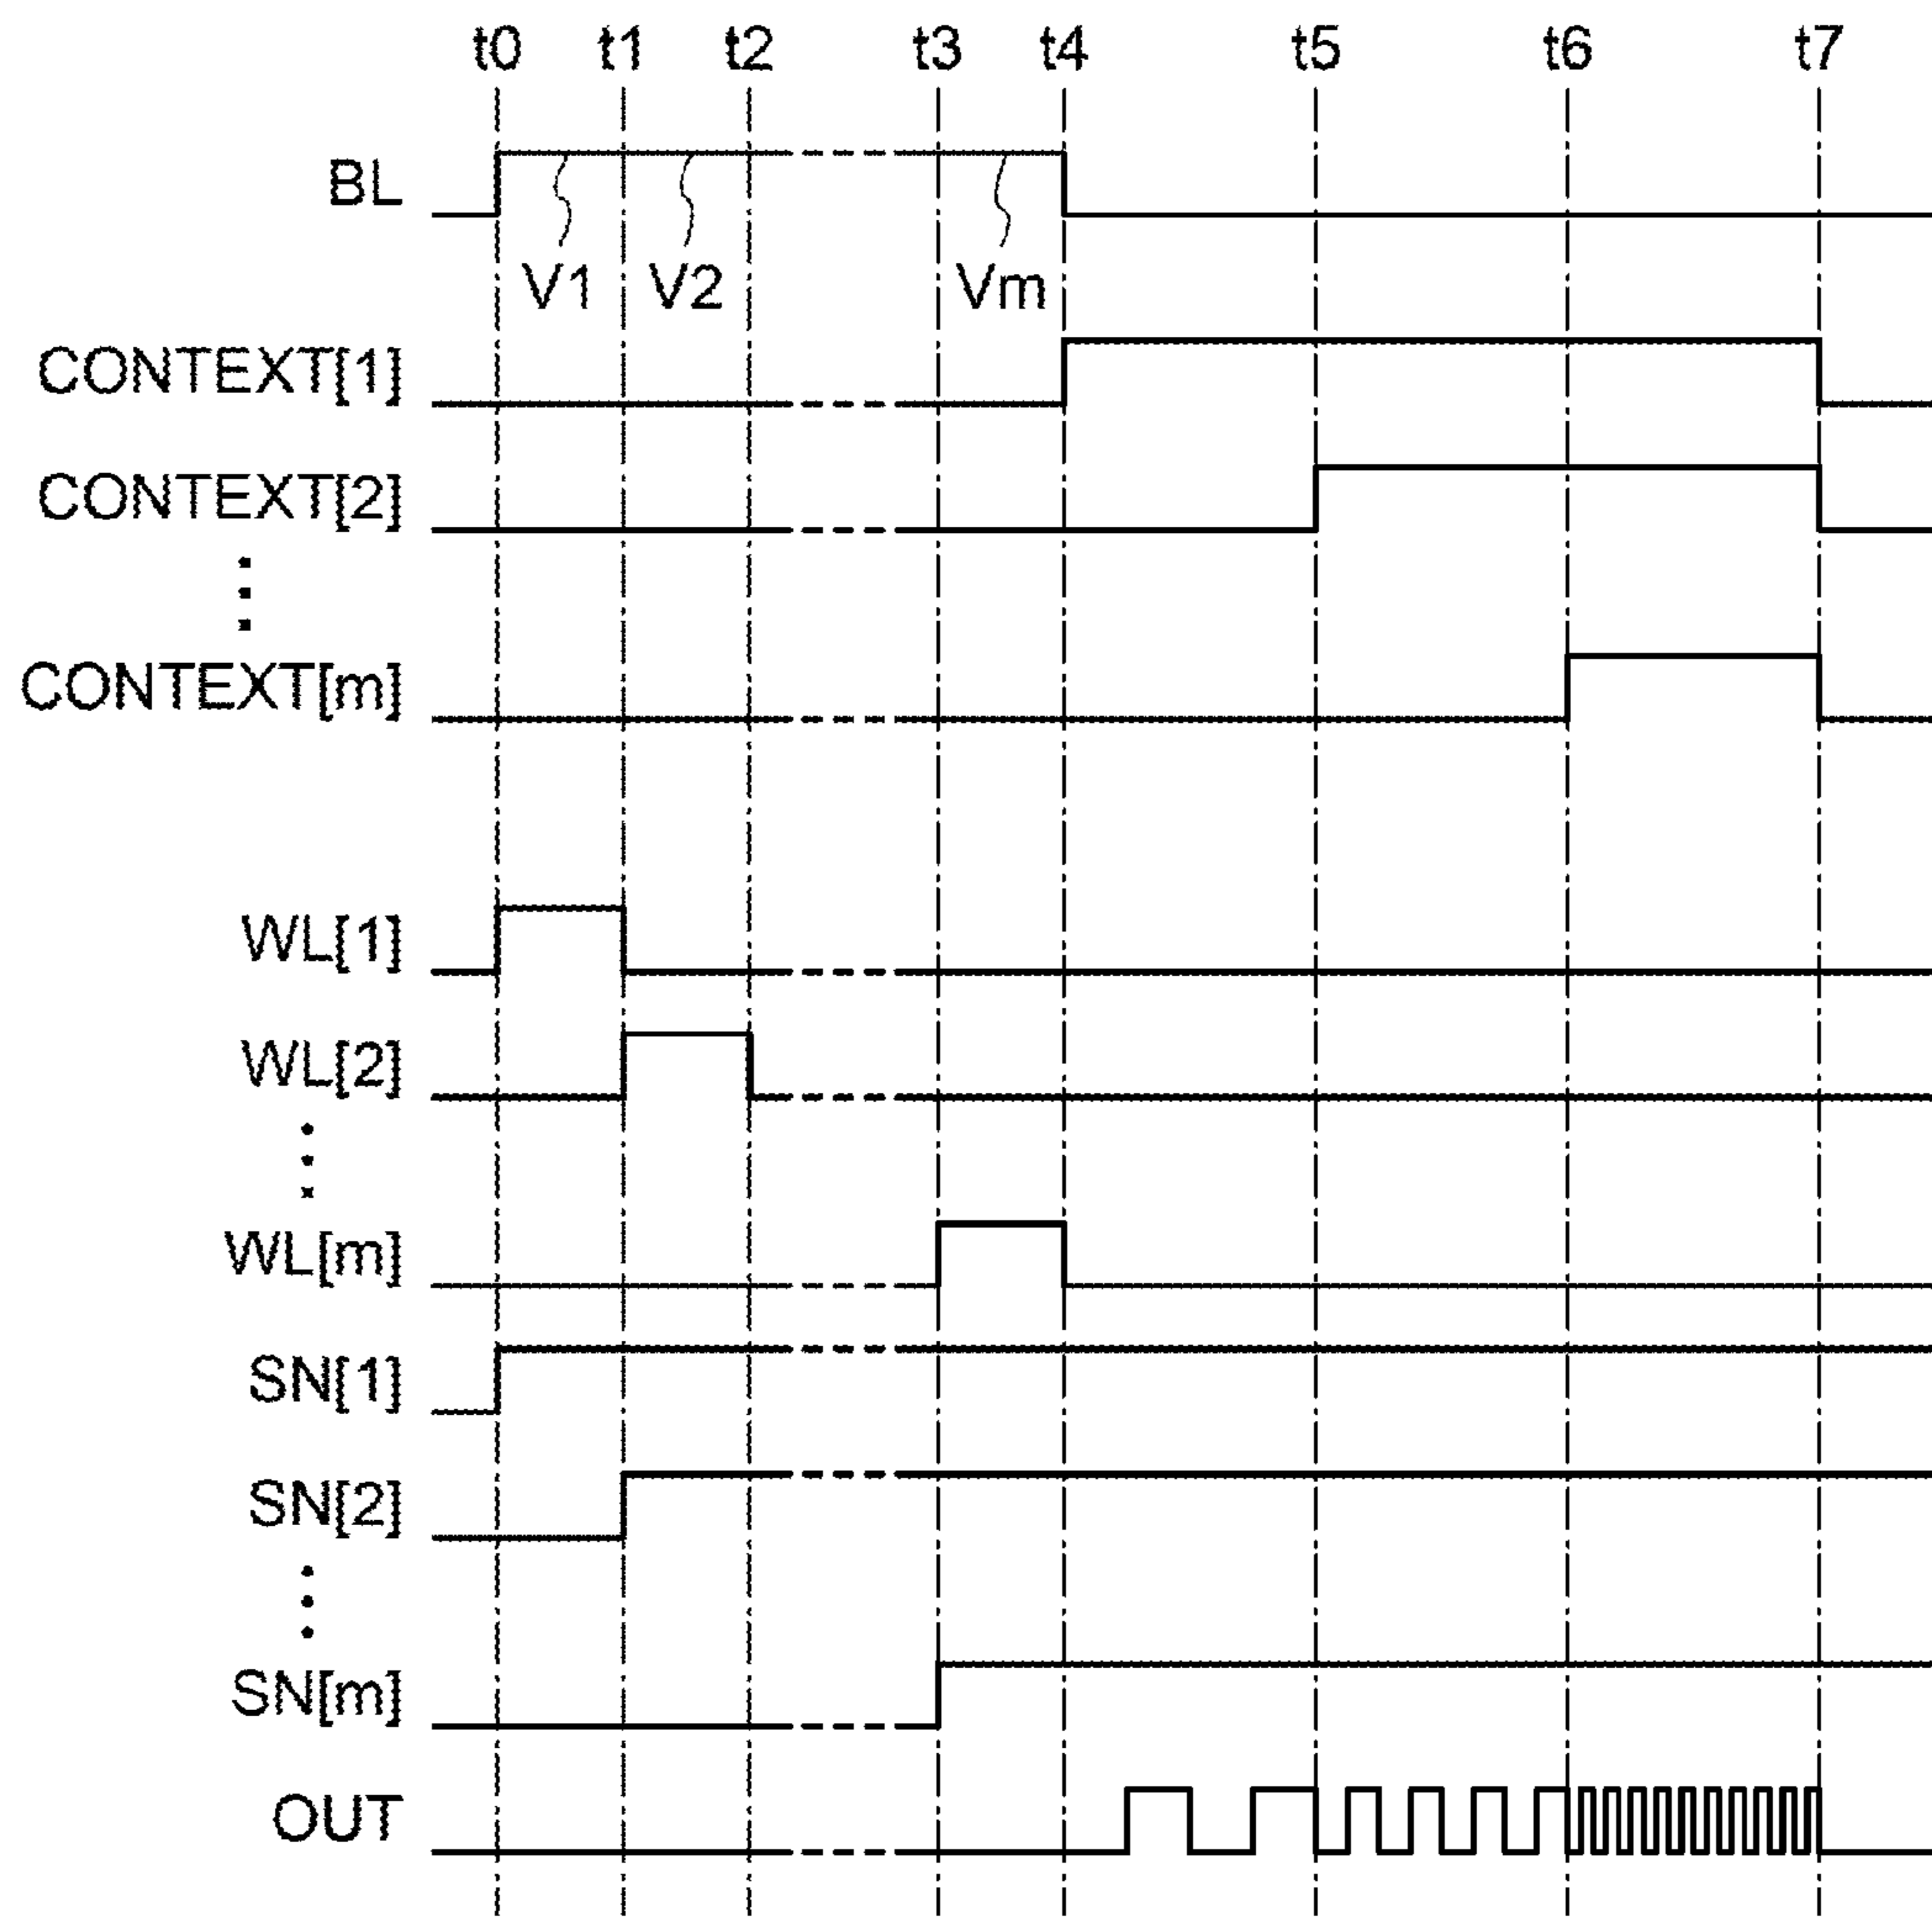 t0 t1 t2 t3 t4 t5 t6 t7
BL
V1 V2 Vm
CONTEXT[1]
CONTEXT[2]
CONTEXT[m]
WL[1]
WL[2]
WL[m]
SN[1]
SN[2]
SN[m]
OUT